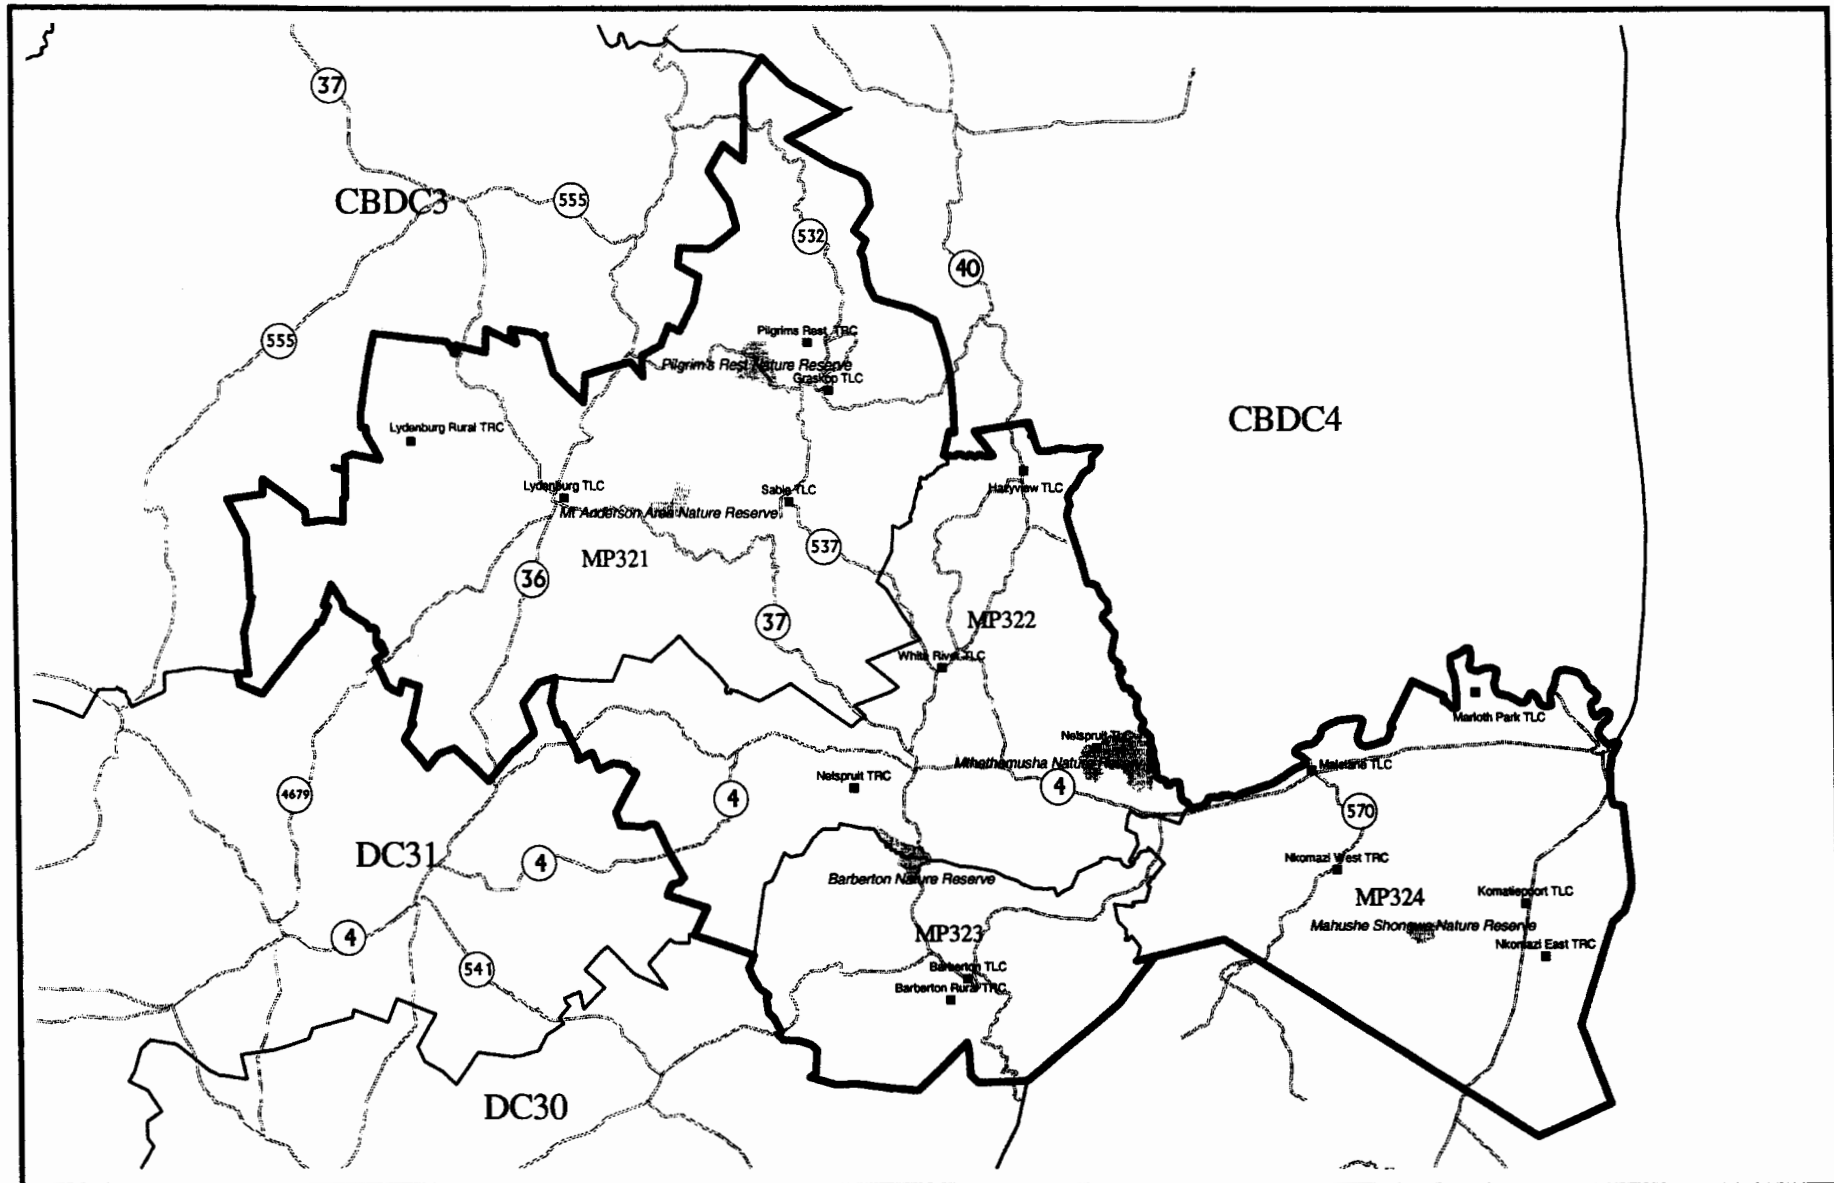 37
CBDC3
555
532
40
555
Pilgrims Rest TRC
Pilgrim's Rest Nature Reserve
Graskop TLC
CBDC4
Lydenburg Rural TRC
Lydenburg TLC
Sabie TLC
Hazyview TLC
Mt Anderson Area Nature Reserve
537
MP321
36
37
MP322
White River TLC
Marloth Park TLC
Nelspruit TLC
Mthethomusha Nature
Malelane TLC
Nelspruit TRC
4
4
4679
570
DC31
4
Nkomazi West TRC
Barberton Nature Reserve
MP324
Komatiepoort TLC
Mahushe Shongwe Nature Reserve
MP323
4
Nkomazi East TRC
541
Barberton TLC
Barberton Rural TRC
DC30